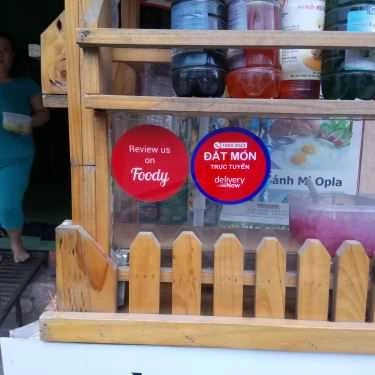 Review us
on
Foody
ĐẶT MÓN
TRỰC TUYẾN
delivery
Now
Bánh Mì Opla